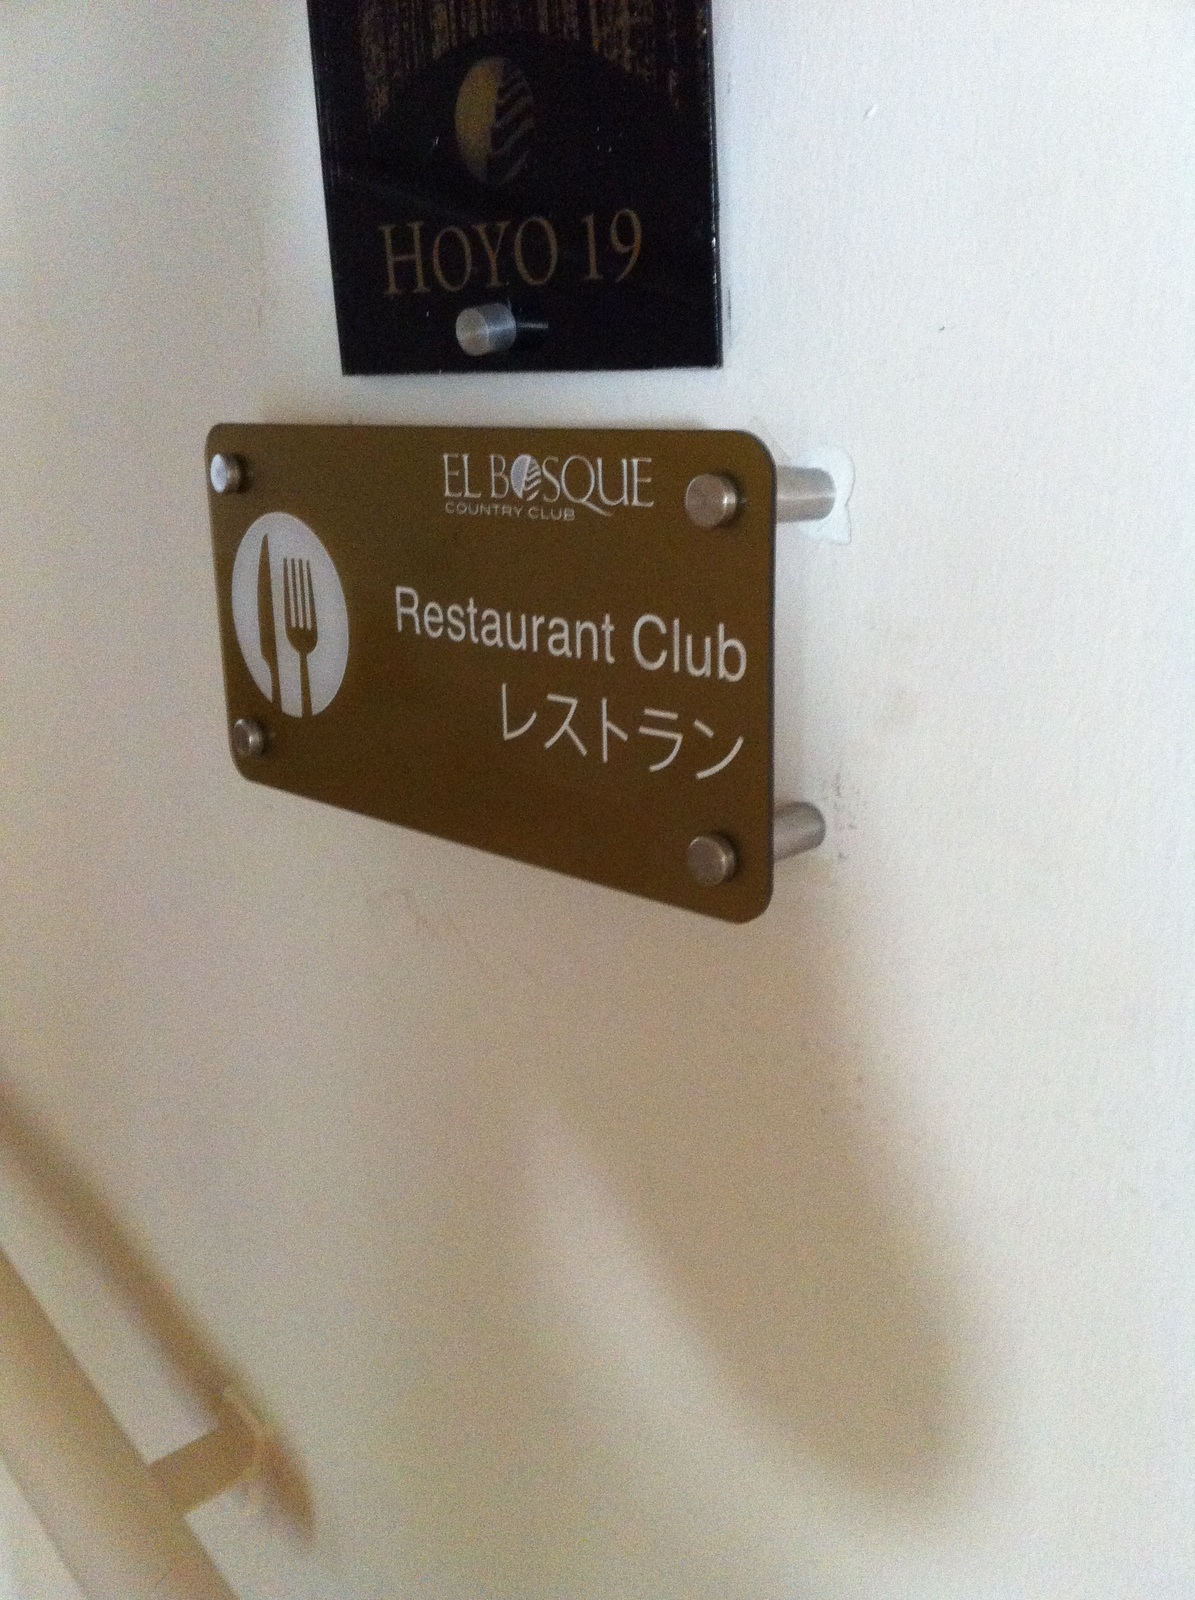 HOYO 19
EL BOSQUE
COUNTRY CLUB
Restaurant Club
レストラン